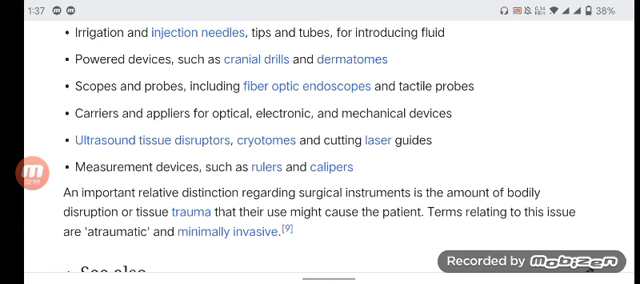 1:37 38%
• Irrigation and injection needles, tips and tubes, for introducing fluid
• Powered devices, such as cranial drills and dermatomes
• Scopes and probes, including fiber optic endoscopes and tactile probes
• Carriers and appliers for optical, electronic, and mechanical devices
• Ultrasound tissue disruptors, cryotomes and cutting laser guides
• Measurement devices, such as rulers and calipers
An important relative distinction regarding surgical instruments is the amount of bodily
disruption or tissue trauma that their use might cause the patient. Terms relating to this issue
are 'atraumatic' and minimally invasive.[9]
See also
Recorded by Mobizen